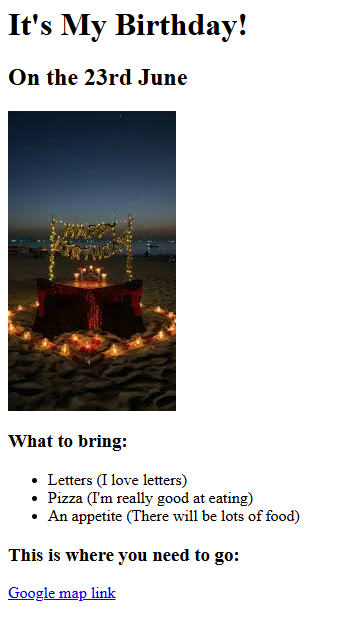 It's My Birthday!
On the 23rd June
HAPPY
BIRTHDAY
What to bring:
Letters (I love letters)
Pizza (I'm really good at eating)
An appetite (There will be lots of food)
This is where you need to go:
Google map link